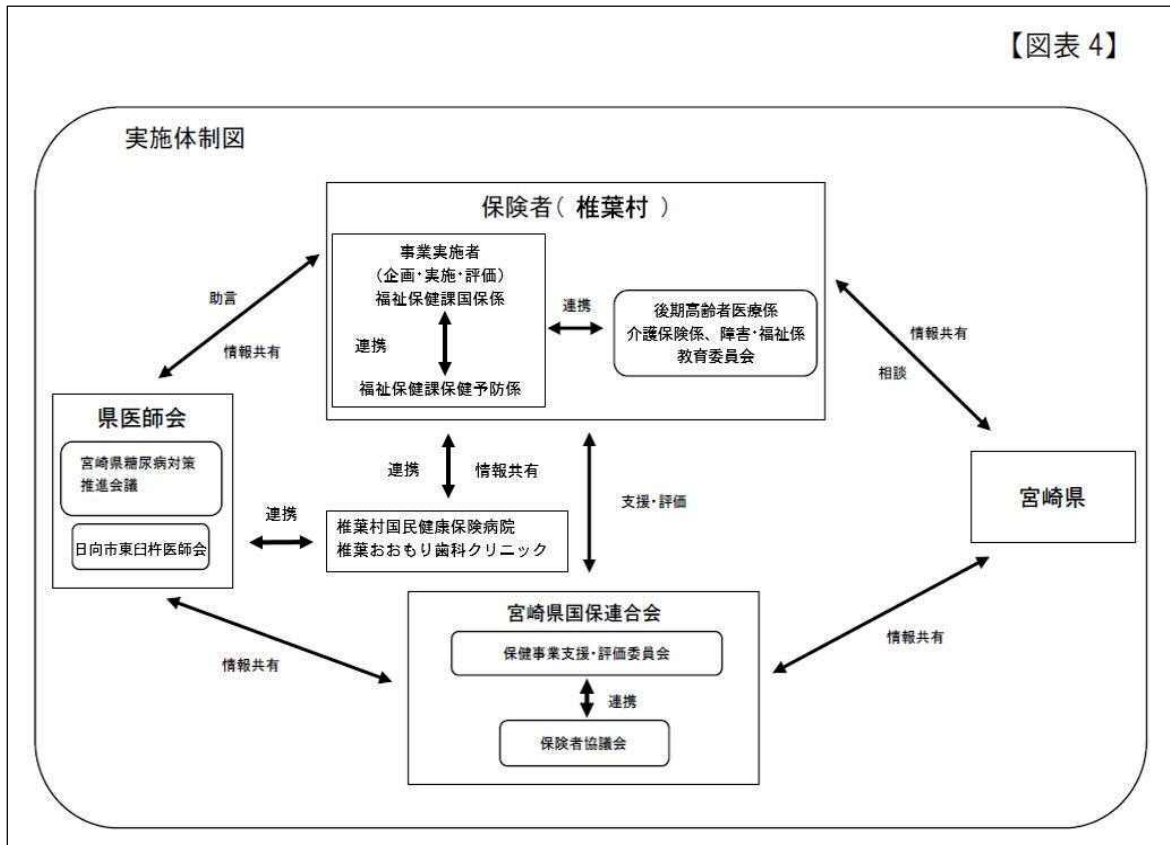 【図表 4】
実施体制図
保険者( 椎葉村 )
事業実施者
(企画・実施・評価)
福祉保健課国保係
連携
福祉保健課保健予防係
連携
後期高齢者医療係
介護保険係、障害・福祉係
教育委員会
助言
情報共有
情報共有
相談
県医師会
宮崎県糖尿病対策
推進会議
日向市東臼杵医師会
連携
連携
情報共有
椎葉村国民健康保険病院
椎葉おおもり歯科クリニック
支援・評価
宮崎県
宮崎県国保連合会
保健事業支援・評価委員会
連携
保険者協議会
情報共有
情報共有